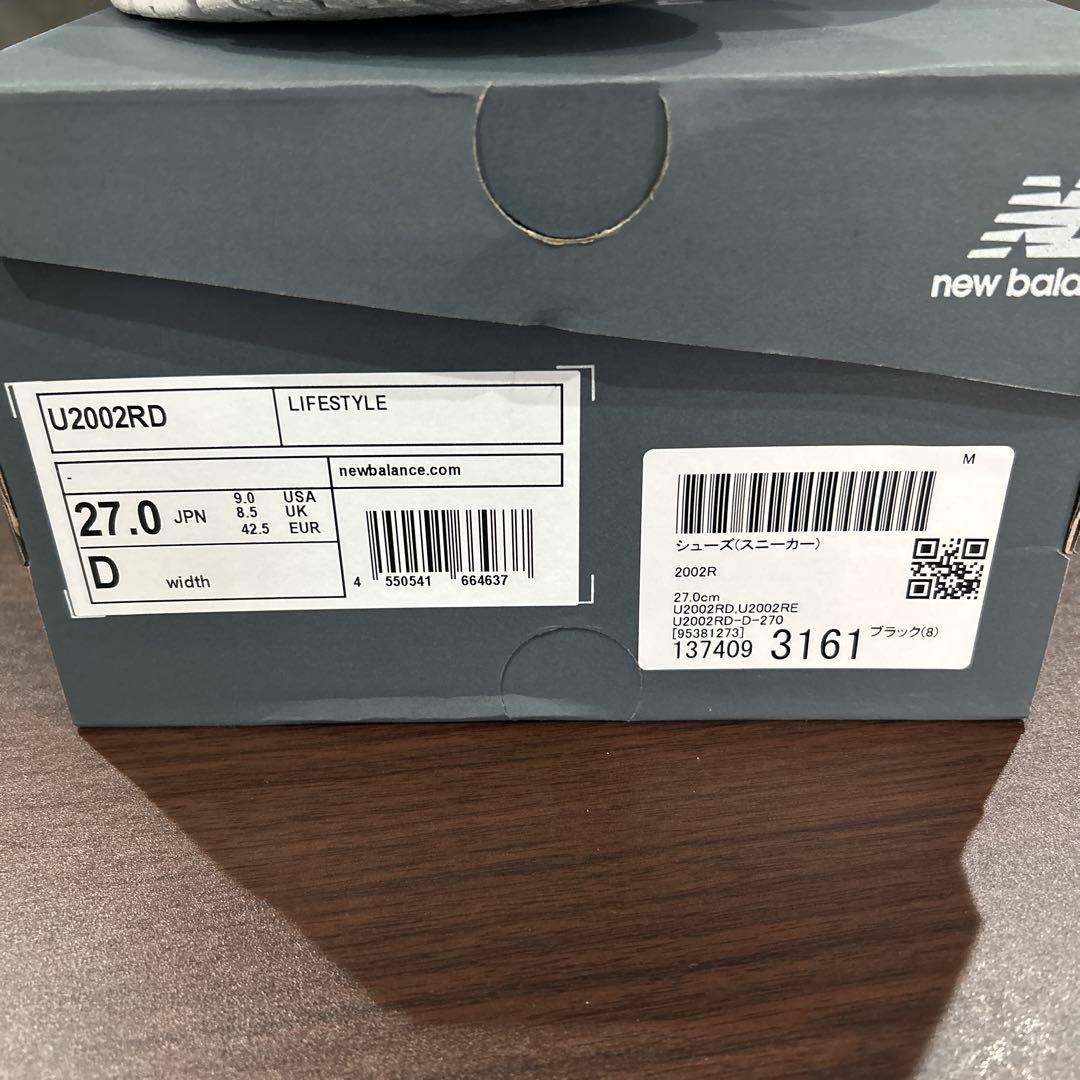 new bala
U2002RD
LIFESTYLE
-
newbalance.com
27.0 JPN
9.0 USA
8.5 UK
42.5 EUR
D width
4 550541 664637
M
シューズ(スニーカー)
2002R
27.0cm
U2002RD,U2002RE
U2002RD-D-270
[95381273]
137409 3161 ブラック(8)